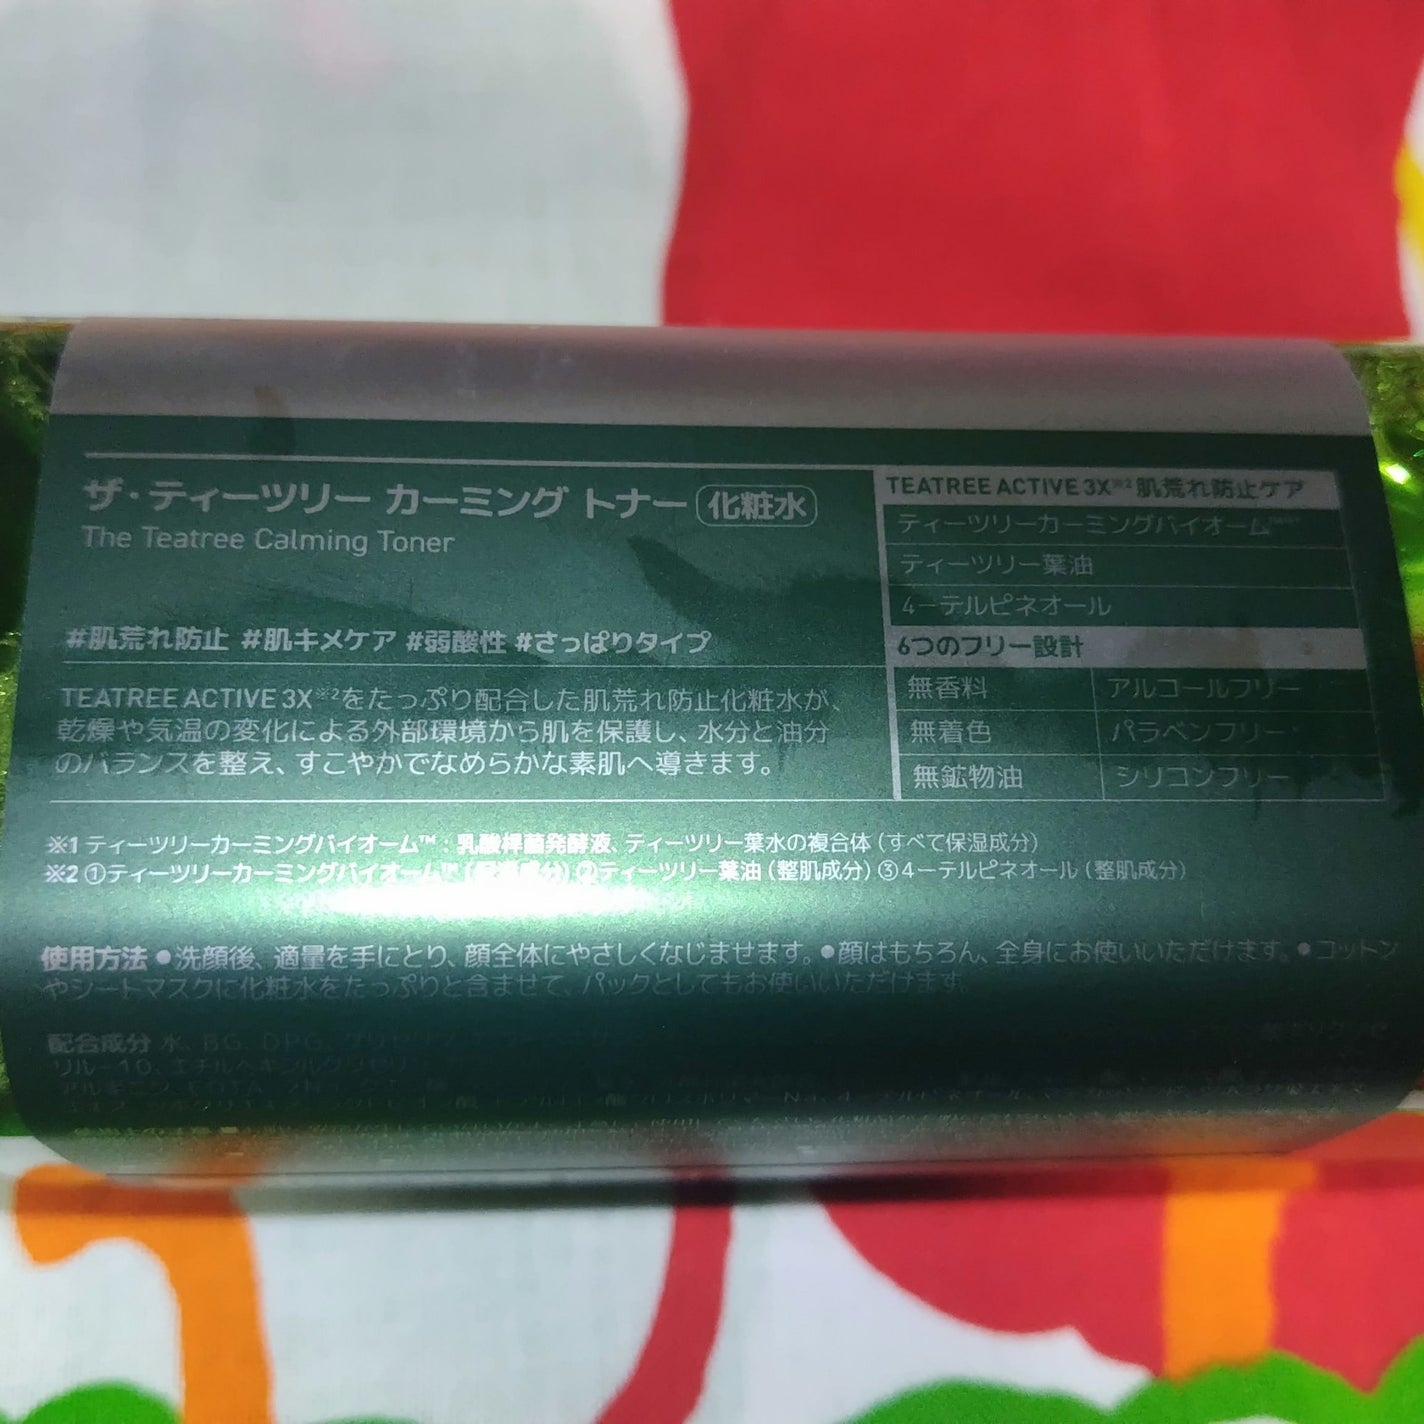 ザ・ティーツリー カーミング トナー 化粧水
The Teatree Calming Toner
#肌荒れ防止 #肌キメケア #弱酸性 #さっぱりタイプ
TEATREE ACTIVE 3X※2をたっぷり配合した肌荒れ防止化粧水が、
乾燥や気温の変化による外部環境から肌を保護し、水分と油分
のバランスを整え、すこやかでなめらかな素肌へ導きます。
TEATREE ACTIVE 3X※2 肌荒れ防止ケア
ティーツリーカーミングバイオーム
ティーツリー葉油
4ーテルピネオール
6つのフリー設計
無香料 アルコールフリー
無着色 パラベンフリー
無鉱物油 シリコンフリー
※1 ティーツリーカーミングバイオーム™:乳酸桿菌発酵液、ティーツリー葉水の複合体(すべて保湿成分)
※2 ①ティーツリーカーミングバイオーム™(保湿成分)②ティーツリー葉油(整肌成分)③4ーテルピネオール(整肌成分)
使用方法 ●洗顔後、適量を手にとり、顔全体にやさしくなじませます。●顔はもちろん、全身にお使いいただけます。●コットン
やシートマスクに化粧水をたっぷりと含ませて、パックとしてもお使いいただけます。
配合成分 水、BG、DPG、
リルー10、